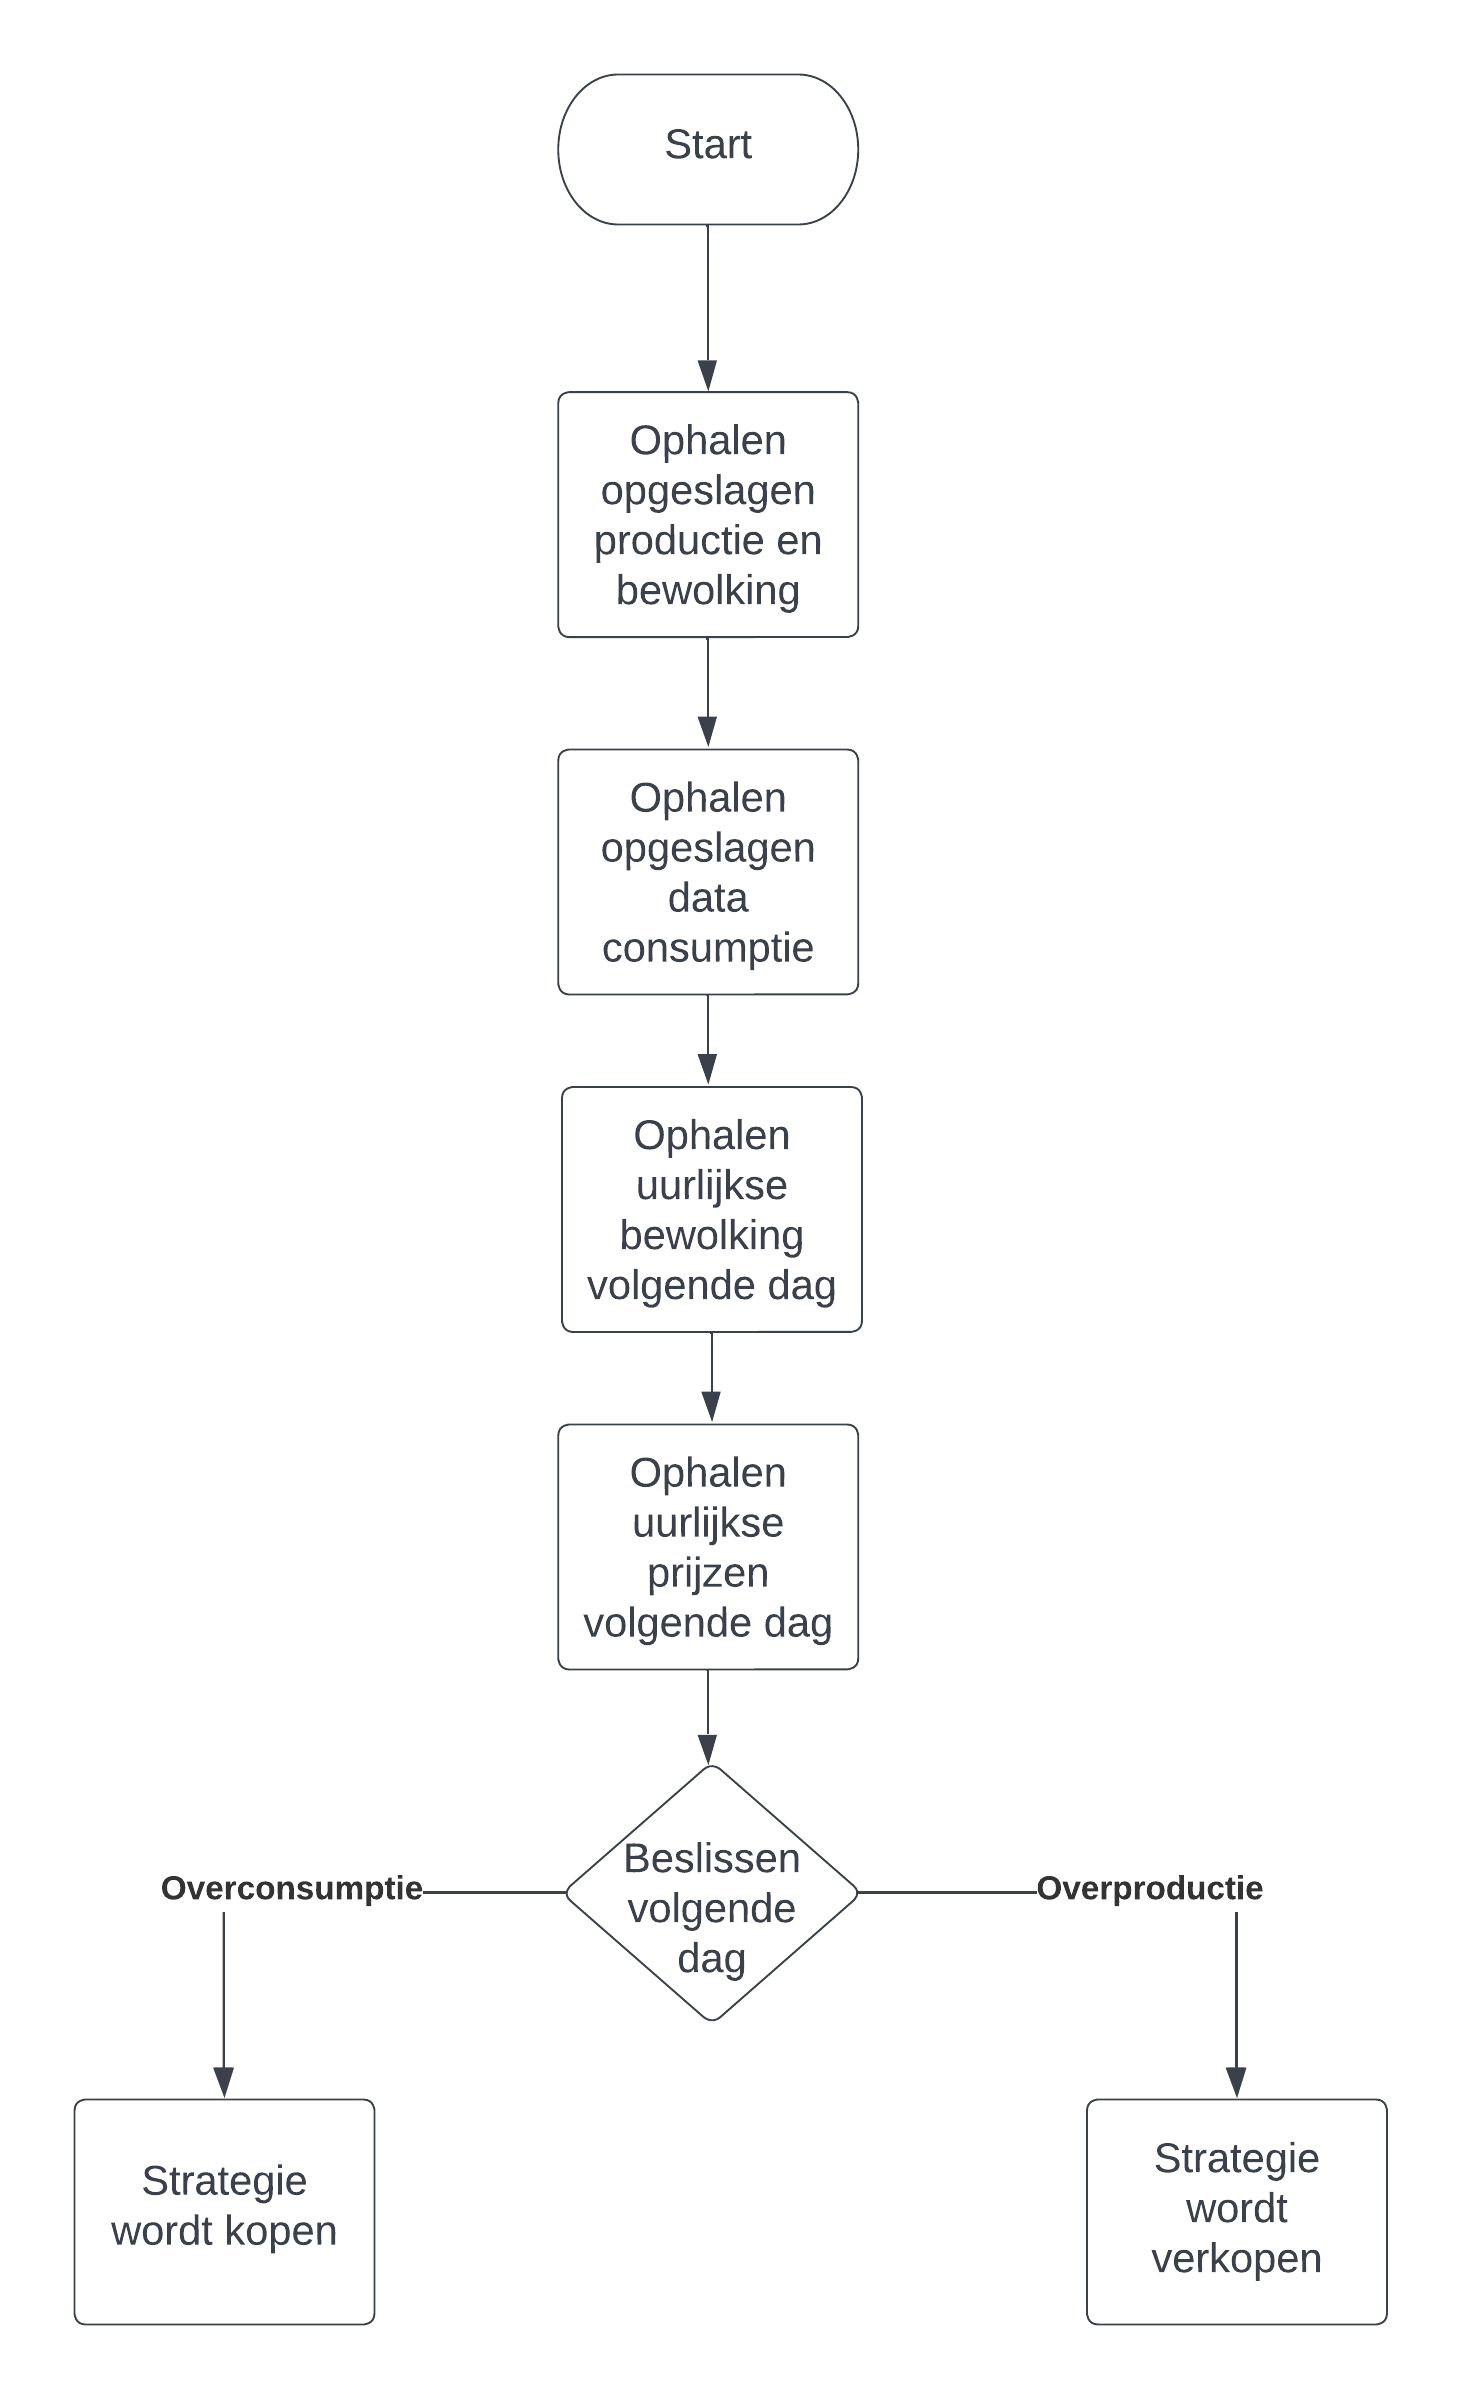 Start
Ophalen
opgeslagen
productie en
bewolking
Ophalen
opgeslagen
data
consumptie
Ophalen
uurlijkse
bewolking
volgende dag
Ophalen
uurlijkse
prijzen
volgende dag
Beslissen
volgende
dag
Overconsumptie
Overproductie
Strategie
wordt kopen
Strategie
wordt
verkopen